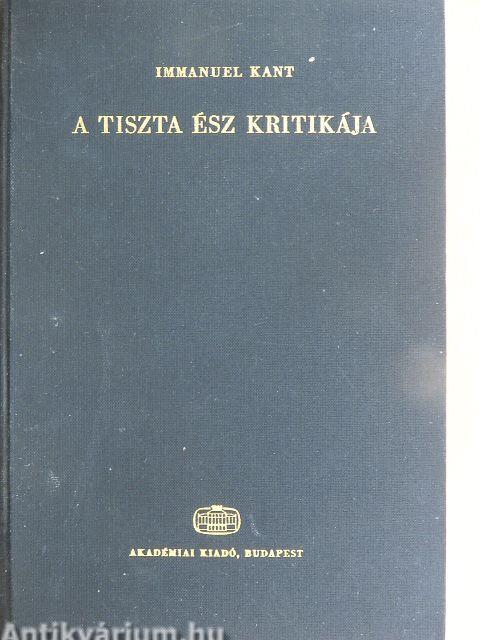 IMMANUEL KANT
A TISZTA ÉSZ KRITIKÁJA
AKADÉMIAI KIADÓ, BUDAPEST
Antikvárium.hu